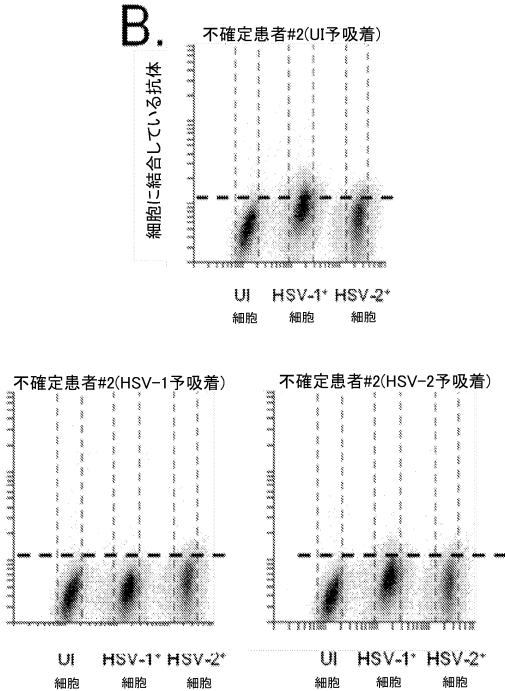 B.
不確定患者#2(UI予吸着)
細胞に結合している抗体
UI HSV-1+ HSV-2+
細胞 細胞 細胞
不確定患者#2(HSV-1予吸着)
UI HSV-1+ HSV-2+
細胞 細胞 細胞
不確定患者#2(HSV-2予吸着)
UI HSV-1+ HSV-2+
細胞 細胞 細胞